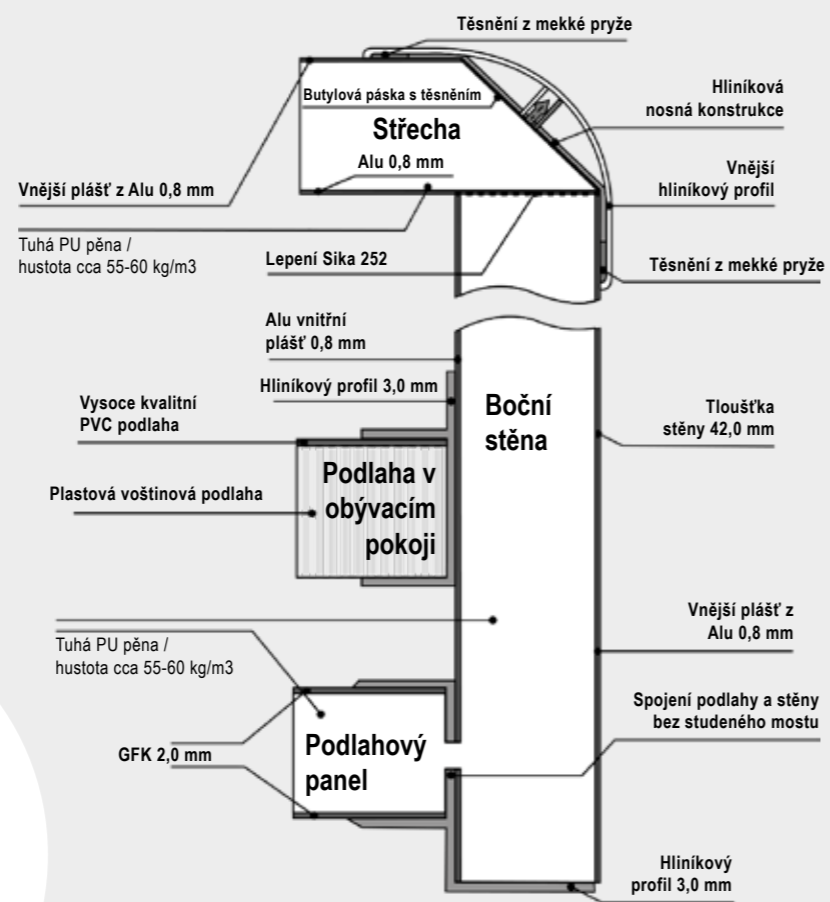 Těsnění z mekké pryže
Hliníková
nosná konstrukce
Butylová páska s těsněním
Střecha
Alu 0,8 mm
Vnější plášť z Alu 0,8 mm
Vnější
hliníkový profil
Tuhá PU pěna /
hustota cca 55-60 kg/m3
Lepení Sika 252
Těsnění z mekké pryže
Alu vnitřní
plášť 0,8 mm
Hliníkový profil 3,0 mm
Vysoce kvalitní
PVC podlaha
Boční
stěna
Tloušťka
stěny 42,0 mm
Plastová voštinová podlaha
Podlaha v
obývacím
pokoji
Vnější plášť z
Alu 0,8 mm
Tuhá PU pěna /
hustota cca 55-60 kg/m3
Spojení podlahy a stěny
bez studeného mostu
GFK 2,0 mm
Podlahový
panel
Hliníkový
profil 3,0 mm